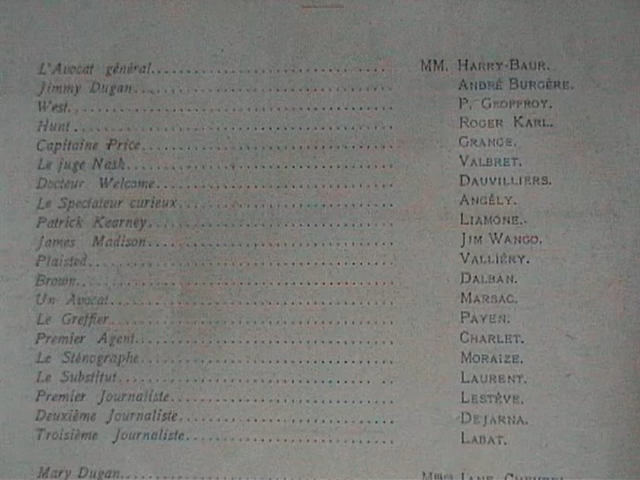 L'Avocat général........ MM. HARRY-BAUR.
Jimmy Dugan........ ANDRÉ BURGÈRE.
West........ P. GEOFFROY.
Hunt........ ROGER KARL.
Capitaine Price........ GRANGE.
Le juge Nash........ VALBRET.
Docteur Welcome........ DAUVILLIERS.
Le Spectateur curieux........ ANGÉLY.
Patrick Kearney........ LIAMONE.
James Madison........ JIM WANGO.
Plaisted........ VALLIÉRY.
Brown........ DALBAN.
Un Avocat........ MARSAC.
Le Greffier........ PAYEN.
Premier Agent........ CHARLET.
Le Sténographe........ MORAIZE.
Le Substitut........ LAURENT.
Premier Journaliste........ LESTÈVE.
Deuxième Journaliste........ DEJARNA.
Troisième Journaliste........ LABAT.
Mary Dugan........